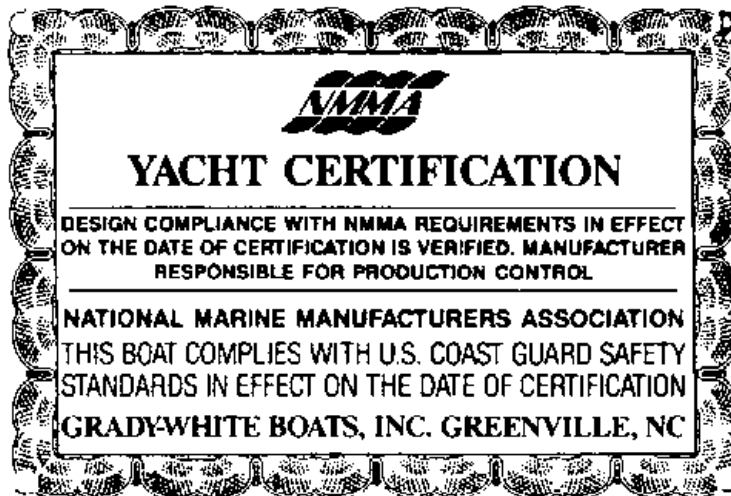 NMMA
YACHT CERTIFICATION
DESIGN COMPLIANCE WITH NMMA REQUIREMENTS IN EFFECT
ON THE DATE OF CERTIFICATION IS VERIFIED. MANUFACTURER
RESPONSIBLE FOR PRODUCTION CONTROL
NATIONAL MARINE MANUFACTURERS ASSOCIATION
THIS BOAT COMPLIES WITH U.S. COAST GUARD SAFETY
STANDARDS IN EFFECT ON THE DATE OF CERTIFICATION
GRADY-WHITE BOATS, INC. GREENVILLE, NC